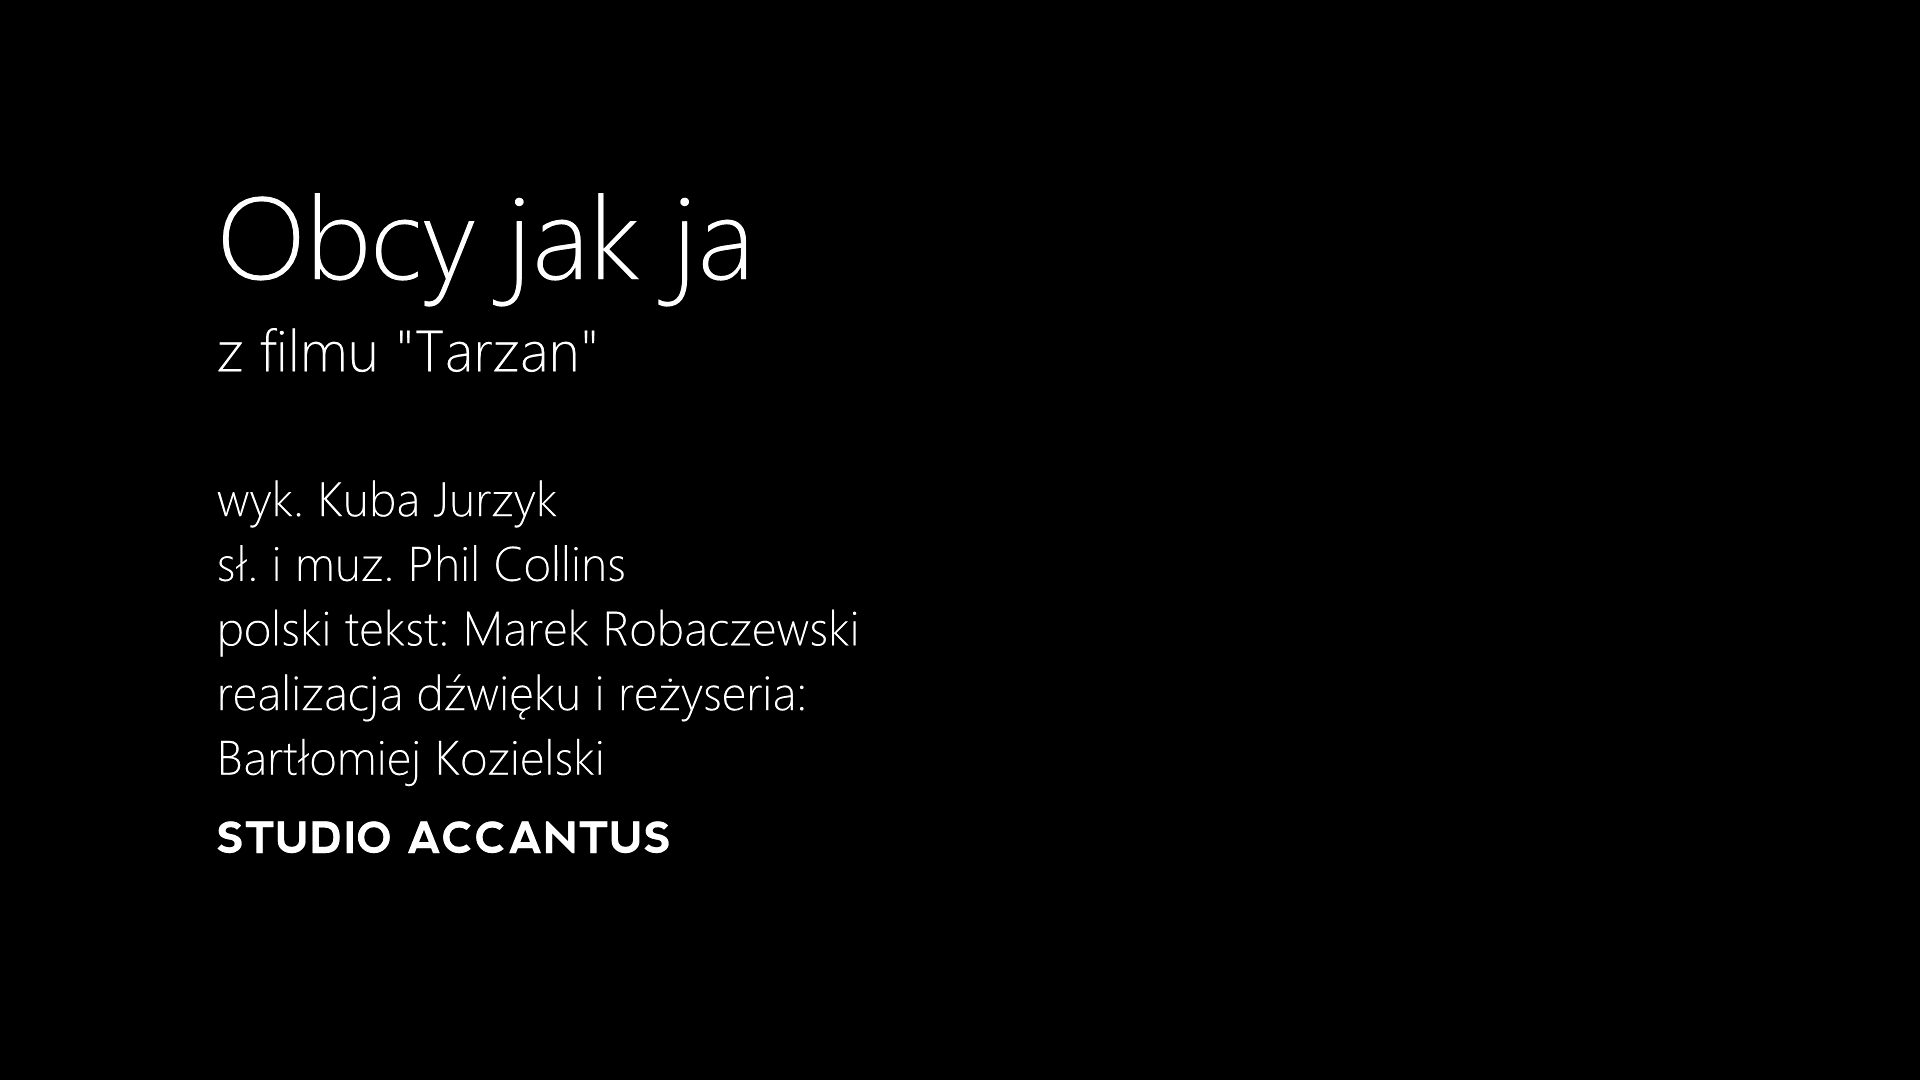 Obcy jak ja
z filmu "Tarzan"
wyk. Kuba Jurzyk
sł. i muz. Phil Collins
polski tekst: Marek Robaczewski
realizacja dźwięku i reżyseria:
Bartłomiej Kozielski
STUDIO ACCANTUS